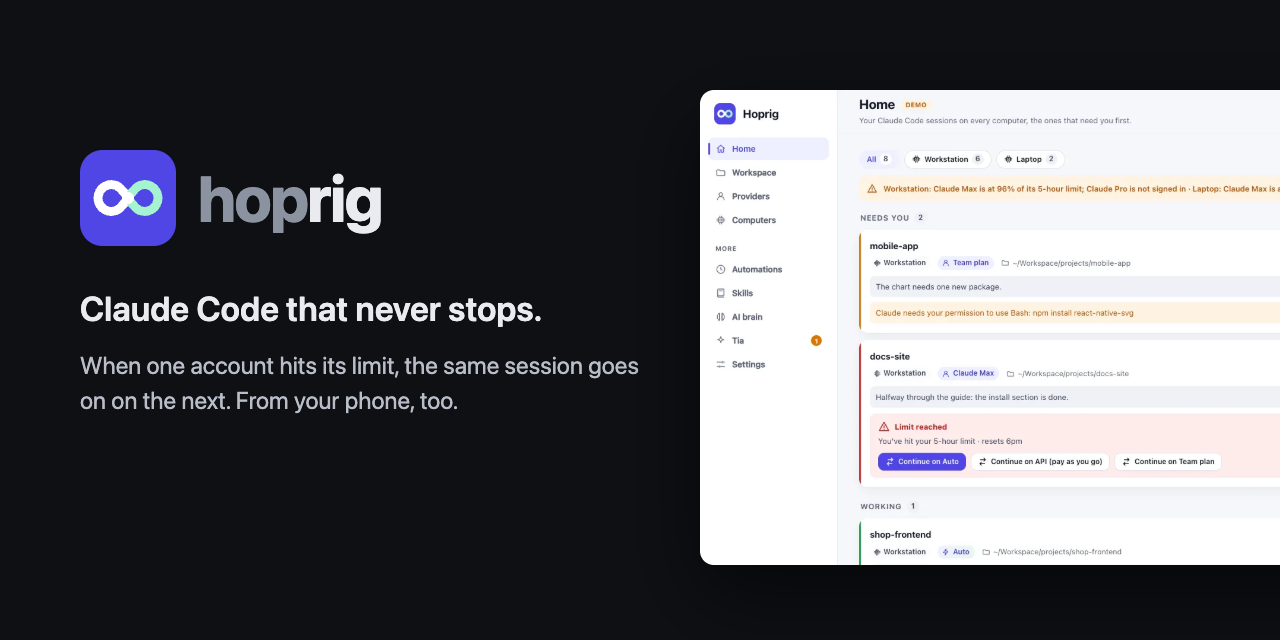 hoprig
Claude Code that never stops.
When one account hits its limit, the same session goes
on on the next. From your phone, too.
Hoprig
Home
Workspace
Providers
Computers
MORE
Automations
Skills
AI brain
Tia 1
Settings
Home DEMO
Your Claude Code sessions on every computer, the ones that need you first.
All 8 Workstation 6 Laptop 2
Workstation: Claude Max is at 96% of its 5-hour limit; Claude Pro is not signed in · Laptop: Claude Max is a
NEEDS YOU 2
mobile-app
Workstation Team plan ~/Workspace/projects/mobile-app
The chart needs one new package.
Claude needs your permission to use Bash: npm install react-native-svg
docs-site
Workstation Claude Max ~/Workspace/projects/docs-site
Halfway through the guide: the install section is done.
Limit reached
You've hit your 5-hour limit · resets 6pm
Continue on Auto Continue on API (pay as you go) Continue on Team plan
WORKING 1
shop-frontend
Workstation Auto ~/Workspace/projects/shop-frontend